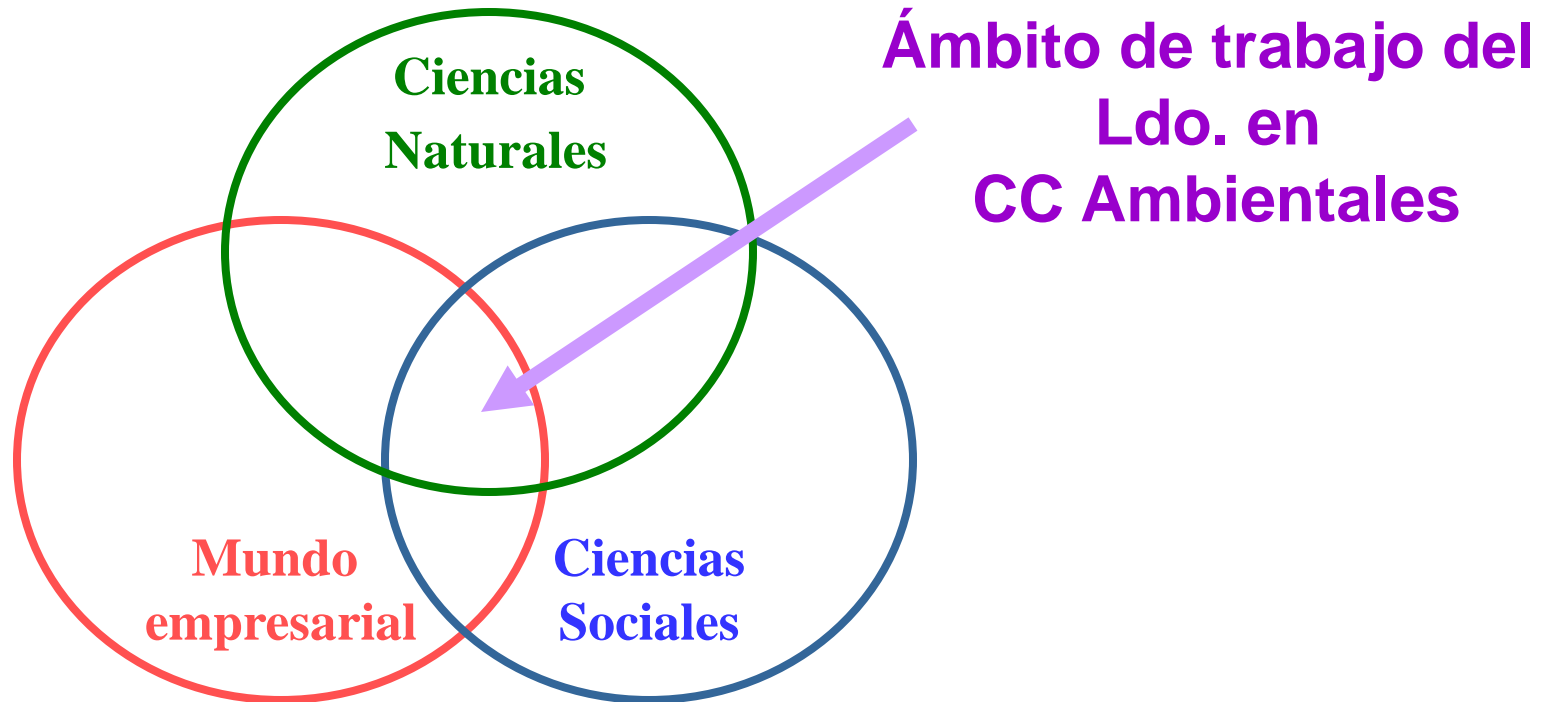 Ciencias
Naturales
Ámbito de trabajo del
Ldo. en
CC Ambientales
Mundo
empresarial
Ciencias
Sociales